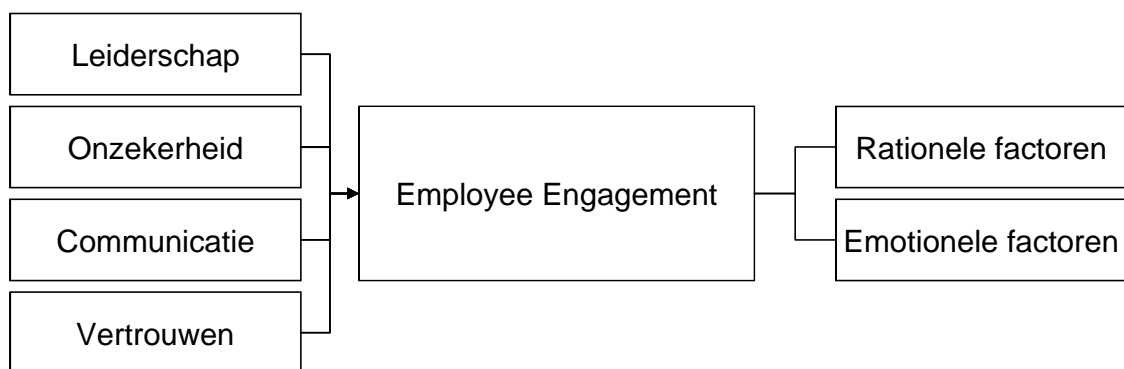 Leiderschap
Onzekerheid
Communicatie
Vertrouwen
Employee Engagement
Rationele factoren
Emotionele factoren